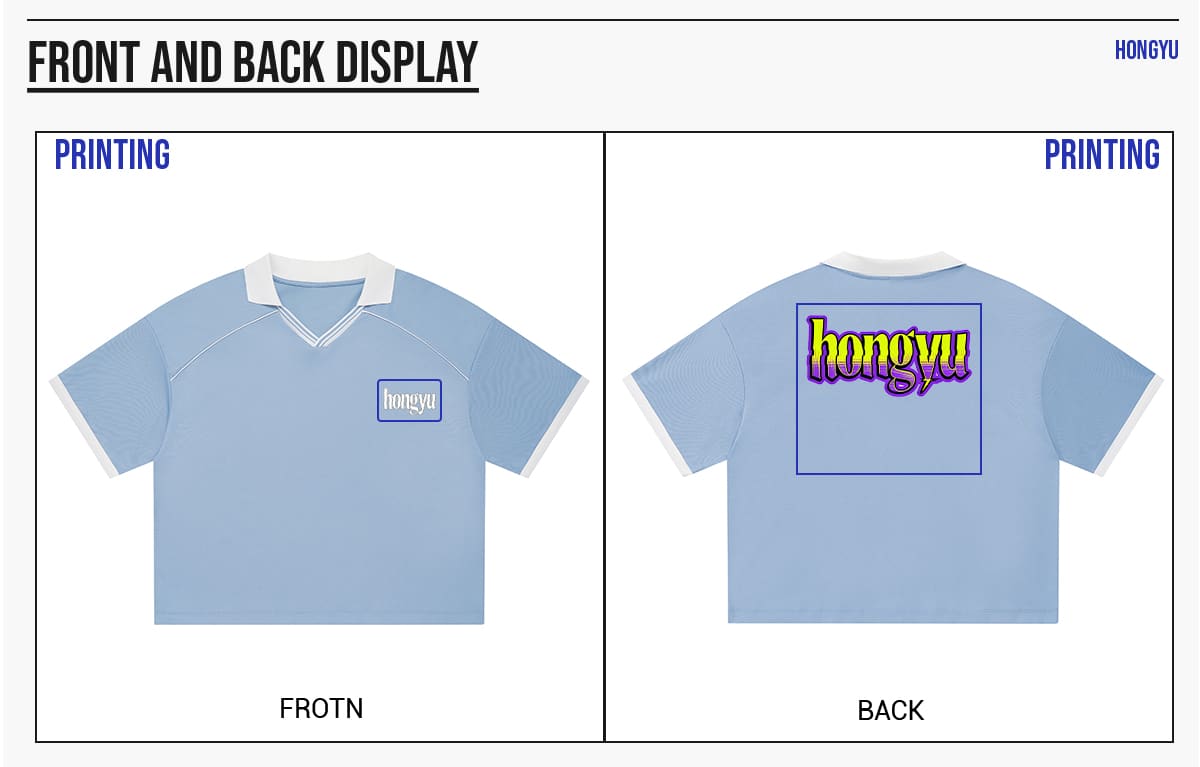 FRONT AND BACK DISPLAY
HONGYU
PRINTING
PRINTING
hongyu
hongyu
FROTN
BACK